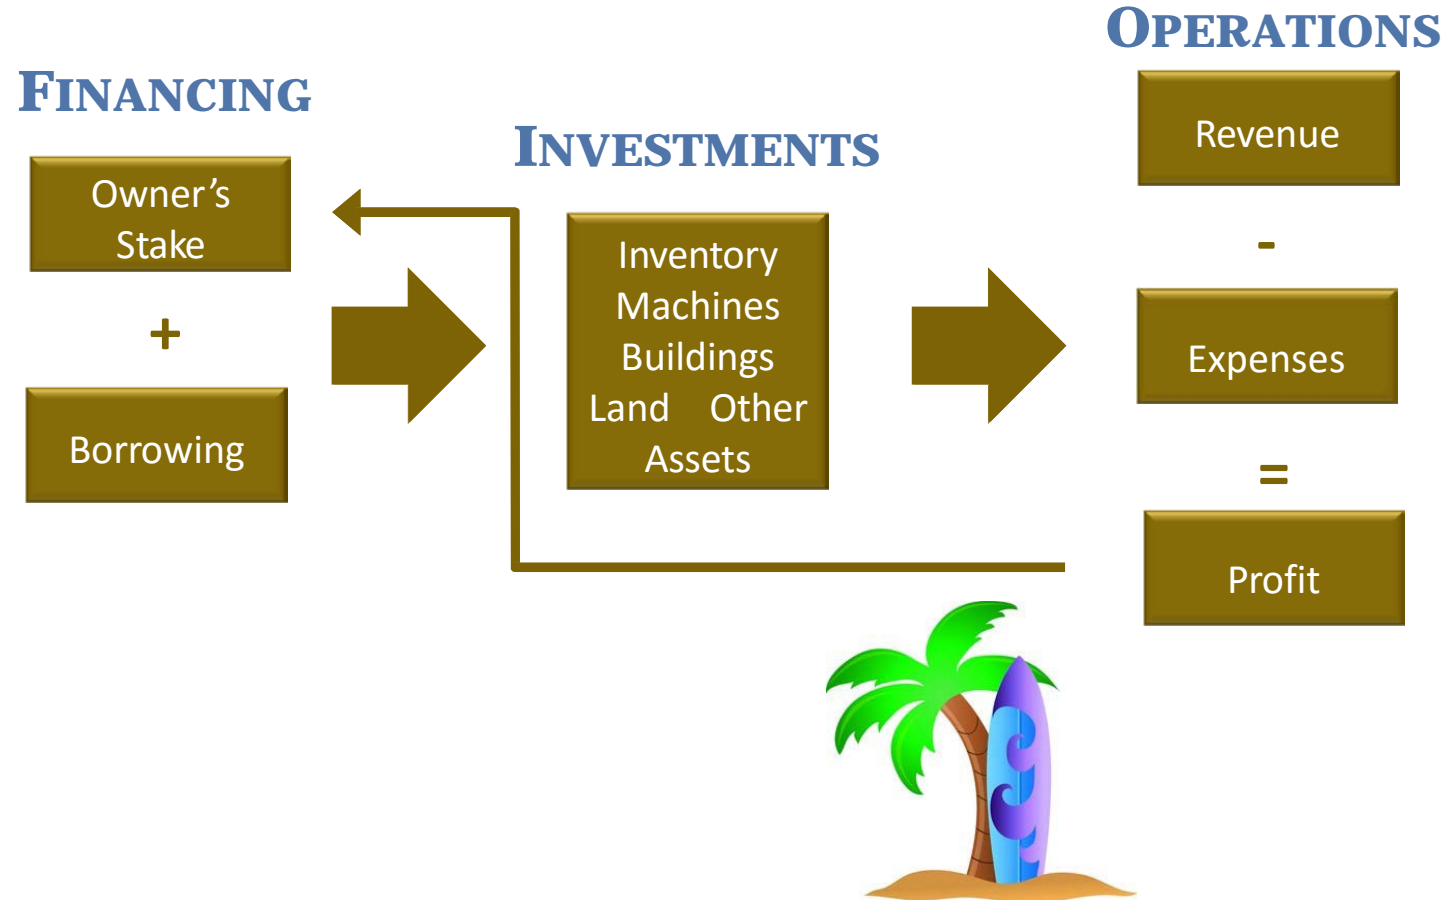 FINANCING
Owner’s
Stake
+
Borrowing
INVESTMENTS
Inventory
Machines
Buildings
Land Other
Assets
OPERATIONS
Revenue
-
Expenses
=
Profit